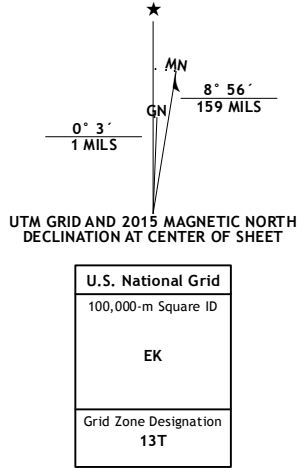 MN
GN
8° 56´
159 MILS
0° 3´
1 MILS
UTM GRID AND 2015 MAGNETIC NORTH
DECLINATION AT CENTER OF SHEET
U.S. National Grid
100,000-m Square ID
EK
Grid Zone Designation
13T